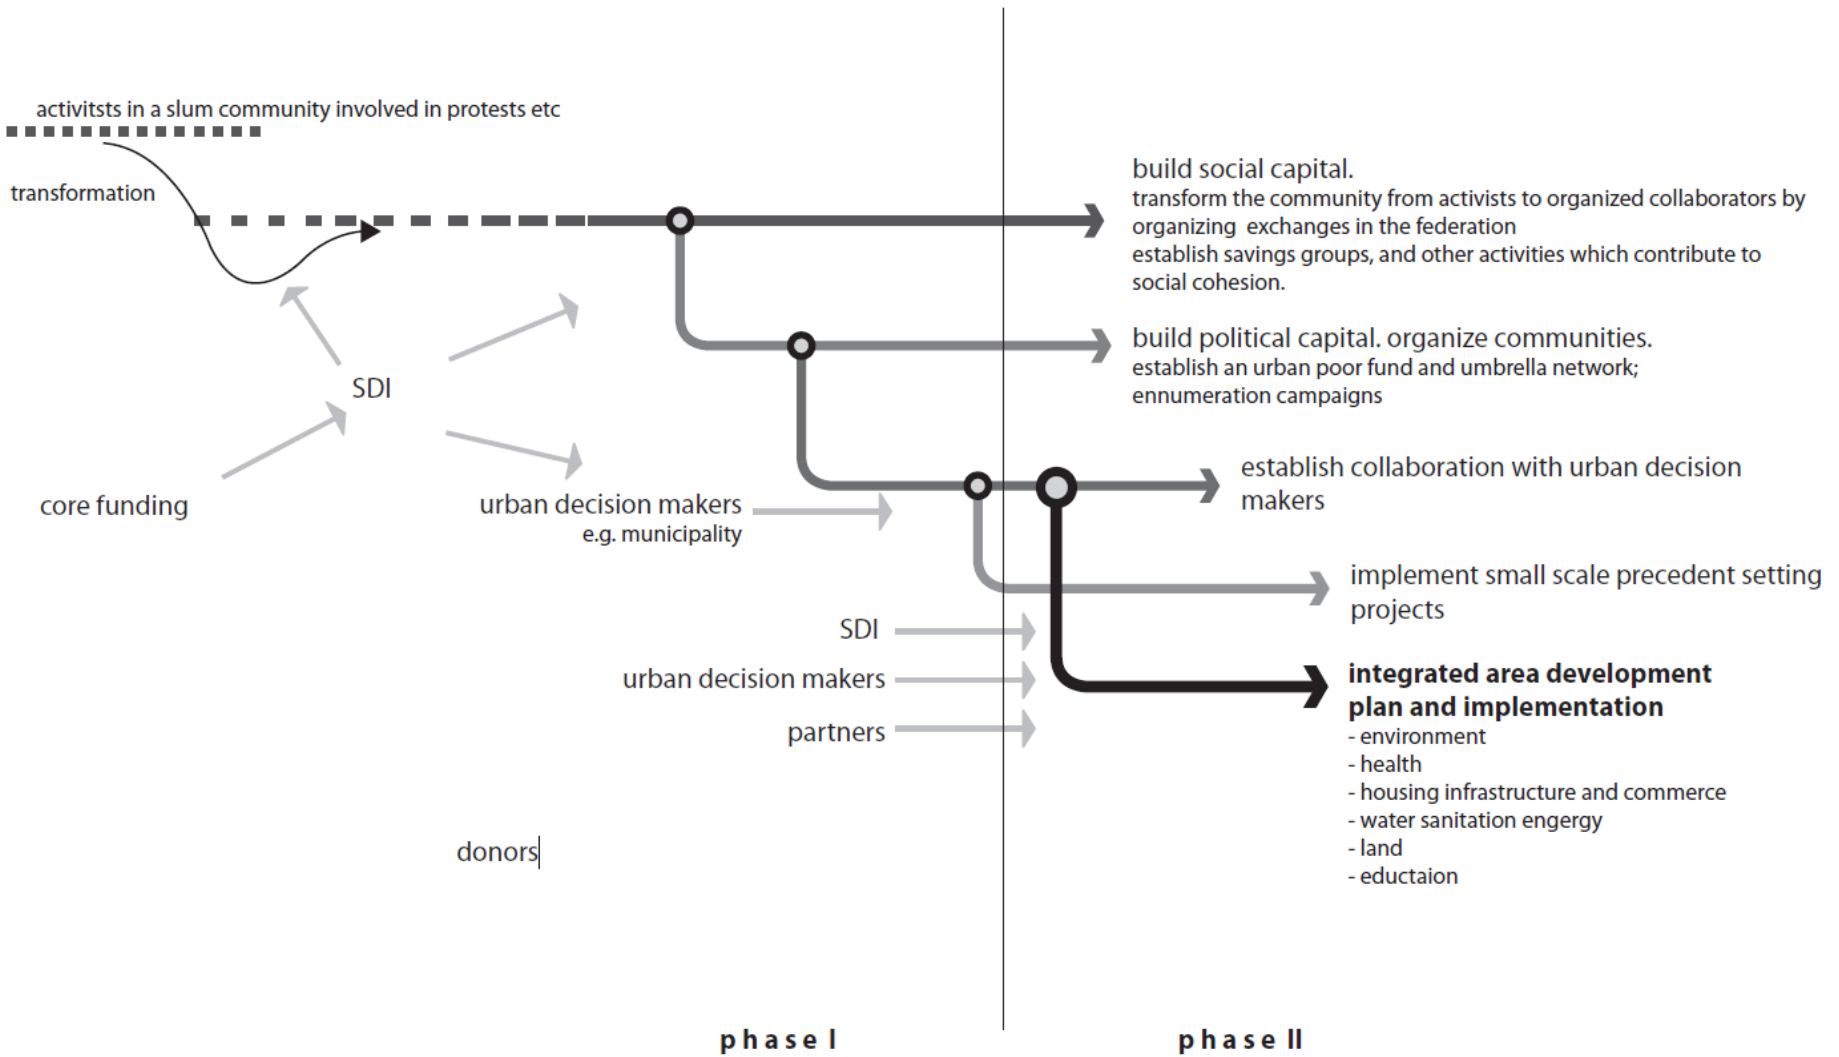 activitsts in a slum community involved in protests etc
transformation
build social capital.
transform the community from activists to organized collaborators by
organizing exchanges in the federation
establish savings groups, and other activities which contribute to
social cohesion.
build political capital. organize communities.
establish an urban poor fund and umbrella network;
ennumeration campaigns
SDI
core funding
urban decision makers
e.g. municipality
establish collaboration with urban decision
makers
implement small scale precedent setting
projects
SDI
urban decision makers
partners
integrated area development
plan and implementation
- environment
- health
- housing infrastructure and commerce
- water sanitation engergy
- land
- eductaion
donors
phase I
phase II